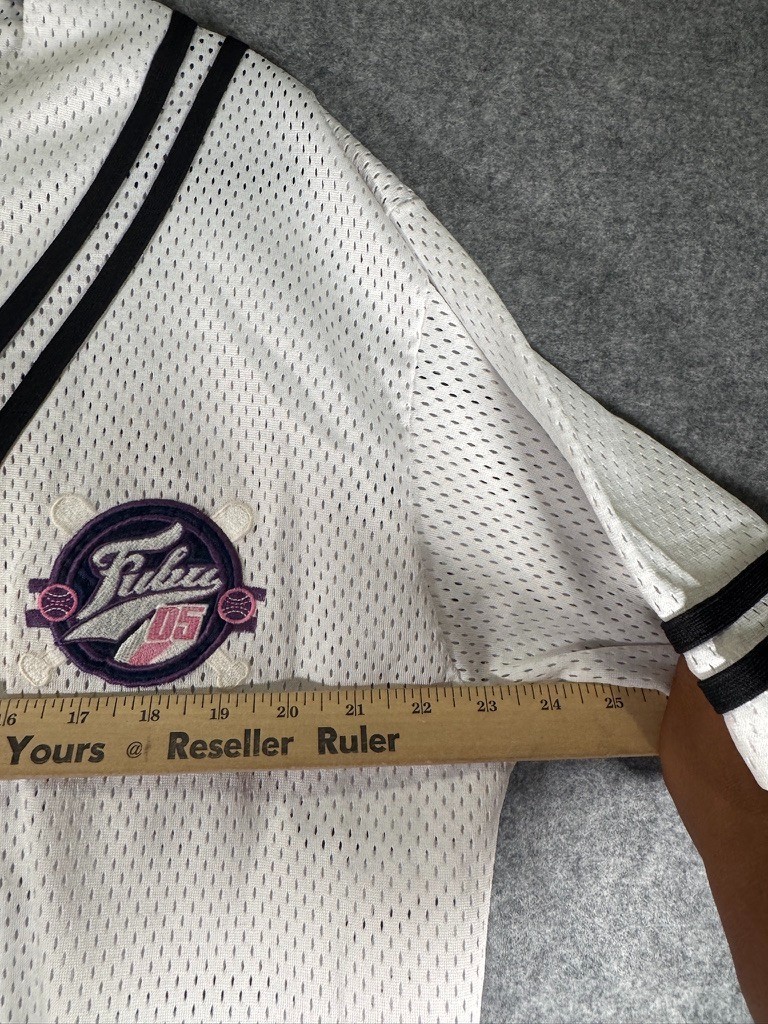 Fubu
05
16 17 18 19 20 21 22 23 24 25
Yours @ Reseller Ruler